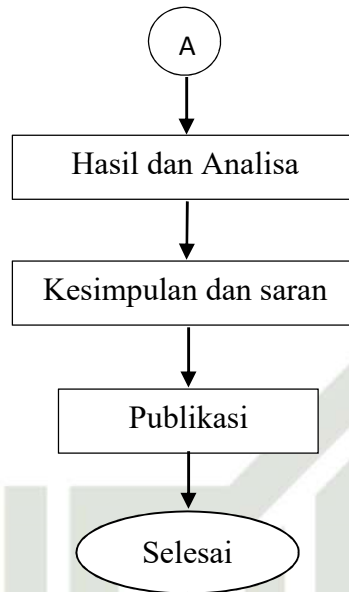 A
Hasil dan Analisa
Kesimpulan dan saran
Publikasi
Selesai